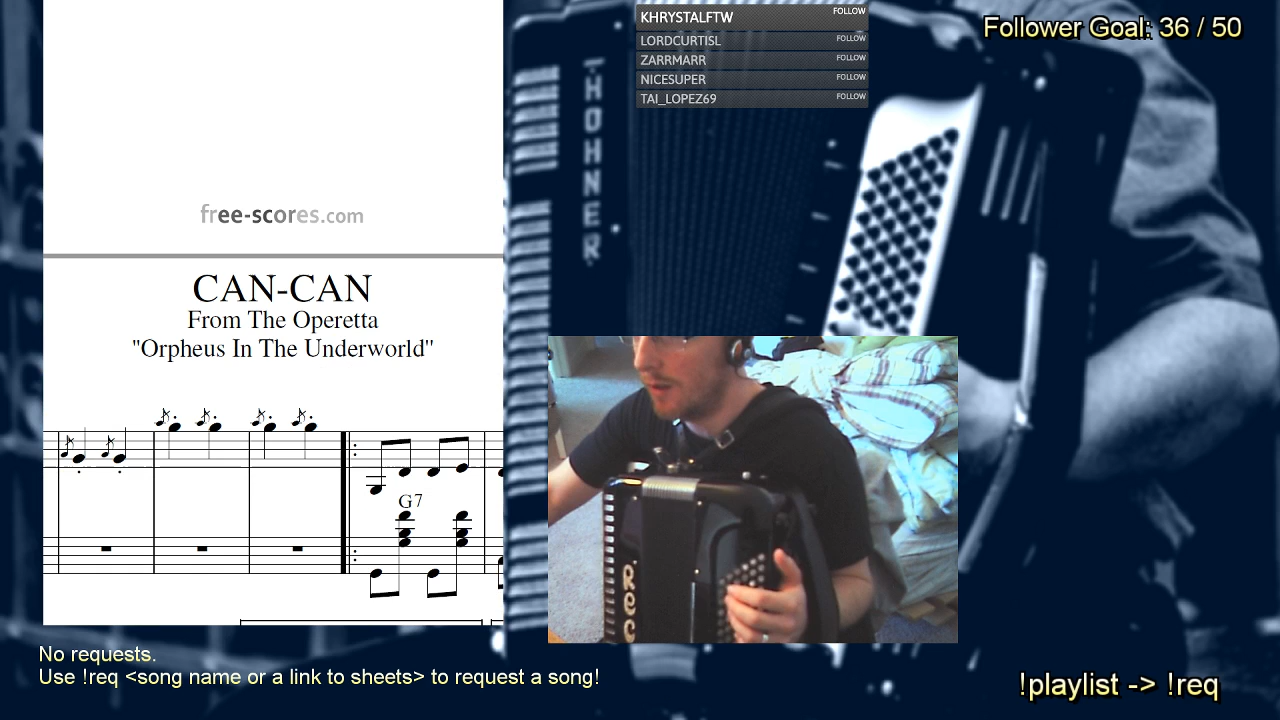 KHRYSTALFTW FOLLOW
LORDCURTISL FOLLOW
ZARRMARR FOLLOW
NICESUPER FOLLOW
TAI_LOPEZ69 FOLLOW
Follower Goal: 36 / 50
HOHNER
free-scores.com
CAN-CAN
From The Operetta
"Orpheus In The Underworld"
G7
No requests.
Use !req <song name or a link to sheets> to request a song!
!playlist -> !req